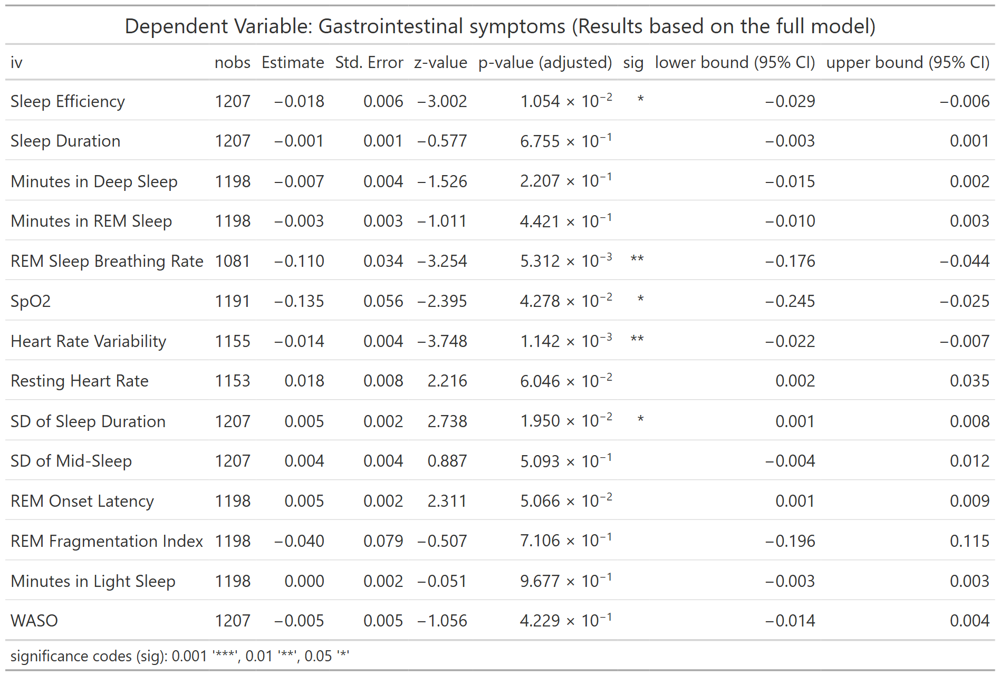 Dependent Variable: Gastrointestinal symptoms (Results based on the full model)
iv nobs Estimate Std. Error z-value p-value (adjusted) sig lower bound (95% CI) upper bound (95% CI)
Sleep Efficiency 1207 −0.018 0.006 −3.002 1.054 × 10⁻² * −0.029 −0.006
Sleep Duration 1207 −0.001 0.001 −0.577 6.755 × 10⁻¹ −0.003 0.001
Minutes in Deep Sleep 1198 −0.007 0.004 −1.526 2.207 × 10⁻¹ −0.015 0.002
Minutes in REM Sleep 1198 −0.003 0.003 −1.011 4.421 × 10⁻¹ −0.010 0.003
REM Sleep Breathing Rate 1081 −0.110 0.034 −3.254 5.312 × 10⁻³ ** −0.176 −0.044
SpO2 1191 −0.135 0.056 −2.395 4.278 × 10⁻² * −0.245 −0.025
Heart Rate Variability 1155 −0.014 0.004 −3.748 1.142 × 10⁻³ ** −0.022 −0.007
Resting Heart Rate 1153 0.018 0.008 2.216 6.046 × 10⁻² 0.002 0.035
SD of Sleep Duration 1207 0.005 0.002 2.738 1.950 × 10⁻² * 0.001 0.008
SD of Mid-Sleep 1207 0.004 0.004 0.887 5.093 × 10⁻¹ −0.004 0.012
REM Onset Latency 1198 0.005 0.002 2.311 5.066 × 10⁻² 0.001 0.009
REM Fragmentation Index 1198 −0.040 0.079 −0.507 7.106 × 10⁻¹ −0.196 0.115
Minutes in Light Sleep 1198 0.000 0.002 −0.051 9.677 × 10⁻¹ −0.003 0.003
WASO 1207 −0.005 0.005 −1.056 4.229 × 10⁻¹ −0.014 0.004
significance codes (sig): 0.001 '***', 0.01 '**', 0.05 '*'